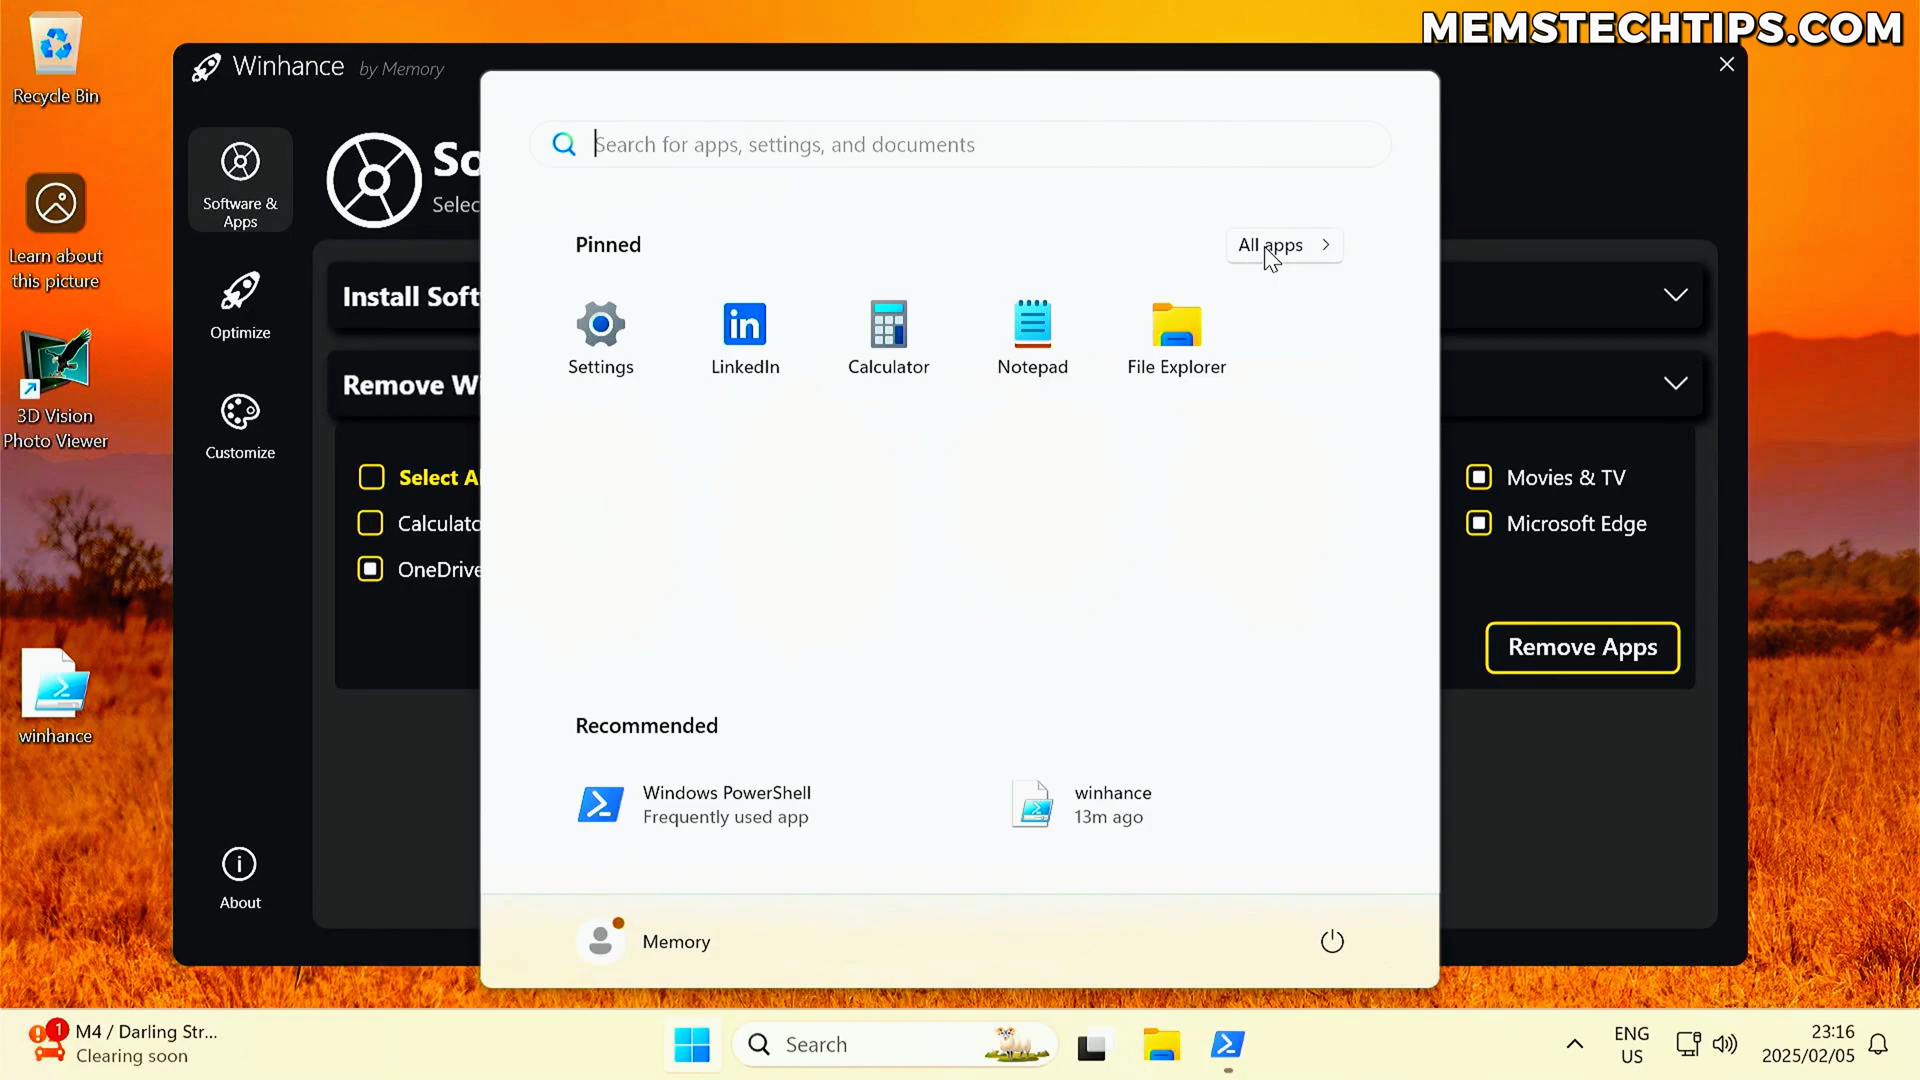 MEMSTECHTIPS.COM
Recycle Bin
Learn about
this picture
3D Vision
Photo Viewer
winhance
Winhance by Memory
Software &
Apps
Optimize
Customize
About
So
Selec
Install Soft
Remove W
Select A
Calculato
OneDrive
Movies & TV
Microsoft Edge
Remove Apps
Search for apps, settings, and documents
Pinned
All apps
Settings
LinkedIn
Calculator
Notepad
File Explorer
Recommended
Windows PowerShell
Frequently used app
winhance
13m ago
Memory
1
M4 / Darling Str...
Clearing soon
Search
ENG
US
23:16
2025/02/05